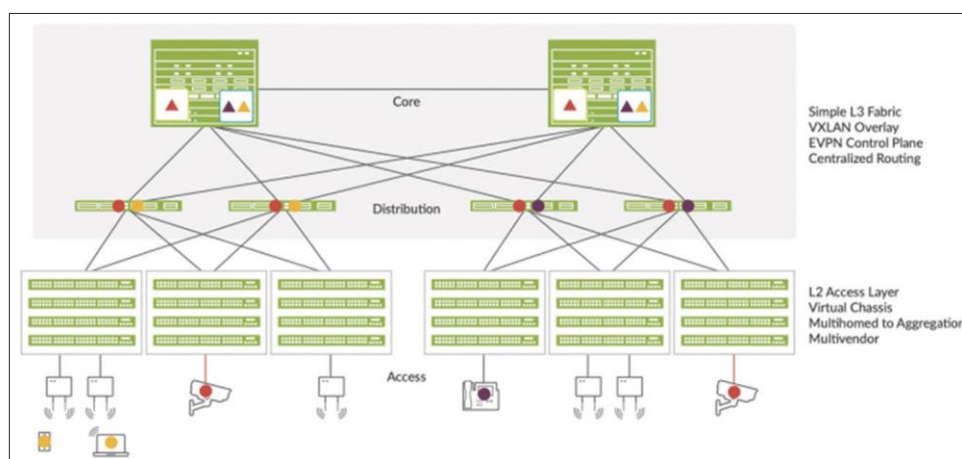 Core
Simple L3 Fabric
VXLAN Overlay
EVPN Control Plane
Centralized Routing
Distribution
L2 Access Layer
Virtual Chassis
Multihomed to Aggregation
Multivendor
Access